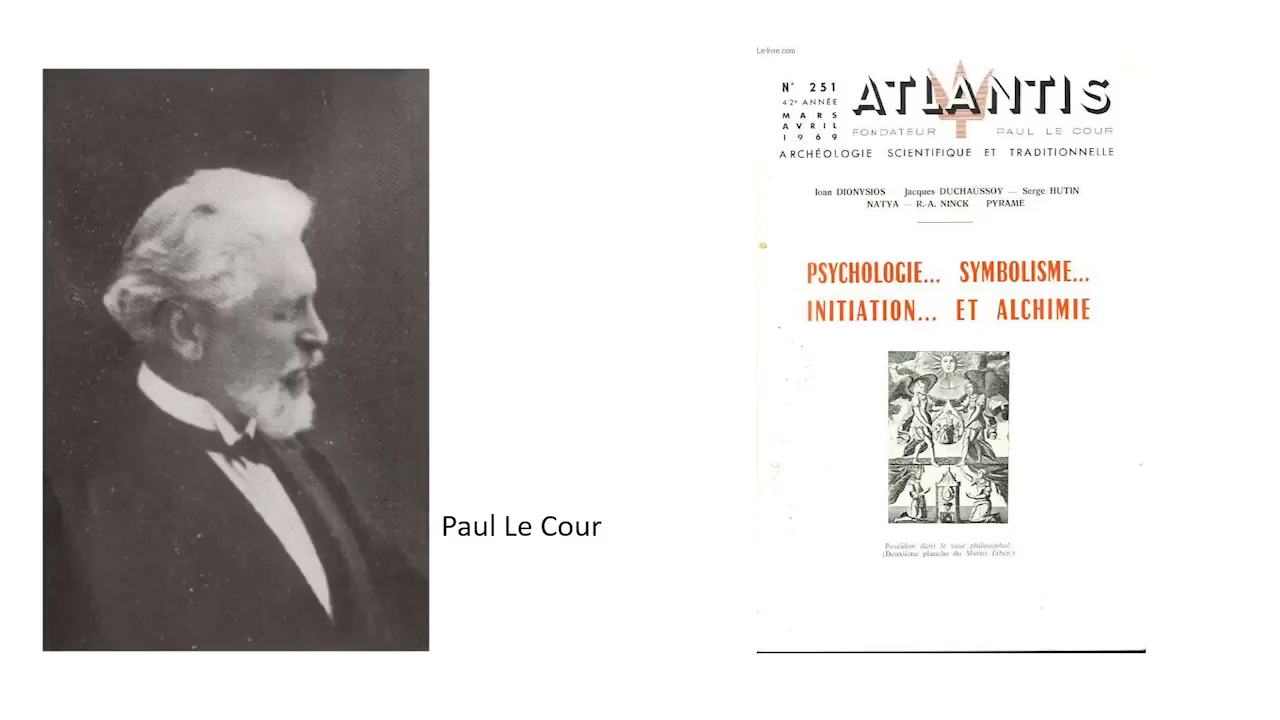 Paul Le Cour
Le-livre.com
N° 251
42e ANNÉE
MARS
AVRIL
1969
ATLANTIS
FONDATEUR PAUL LE COUR
ARCHÉOLOGIE SCIENTIFIQUE ET TRADITIONNELLE
Ioan DIONYSIOS — Jacques DUCHAUSSOY — Serge HUTIN
NATYA — R.-A. NINCK — PYRAME
PSYCHOLOGIE... SYMBOLISME...
INITIATION... ET ALCHIMIE
Poséidon dans le vase philosophal.
(Deuxième planche du Mutus Liber.)